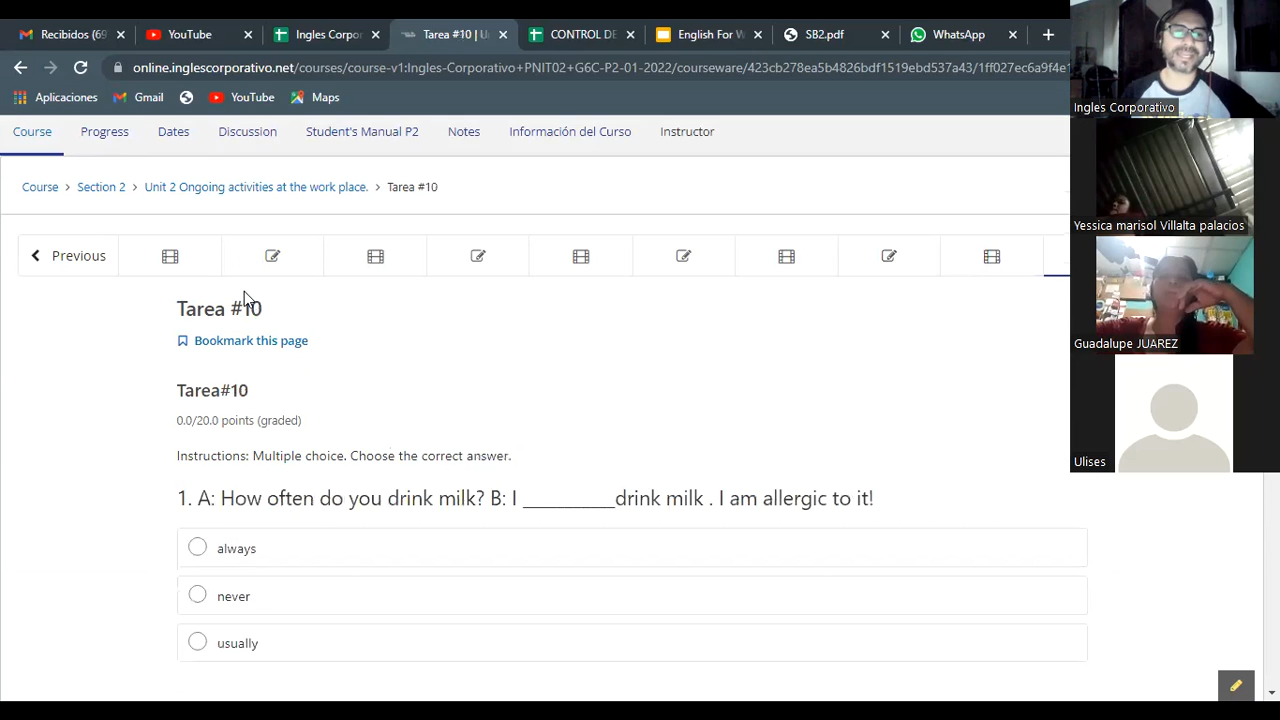 Recibidos (69
YouTube
Ingles Corpor
Tarea #10 | U
CONTROL DE
English For W
SB2.pdf
WhatsApp
online.inglescorporativo.net/courses/course-v1:Ingles-Corporativo+PNIT02+G6C-P2-01-2022/courseware/423cb278ea5b4826bdf1519ebd537a43/1ff027ec6a9f4e1
Aplicaciones
Gmail
YouTube
Maps
Ingles Corporativo
Course
Progress
Dates
Discussion
Student's Manual P2
Notes
Información del Curso
Instructor
Course > Section 2 > Unit 2 Ongoing activities at the work place. > Tarea #10
Yessica marisol Villalta palacios
Previous
Tarea #10
Bookmark this page
Guadalupe JUAREZ
Tarea#10
0.0/20.0 points (graded)
Instructions: Multiple choice. Choose the correct answer.
Ulises
1. A: How often do you drink milk? B: I __________drink milk . I am allergic to it!
always
never
usually